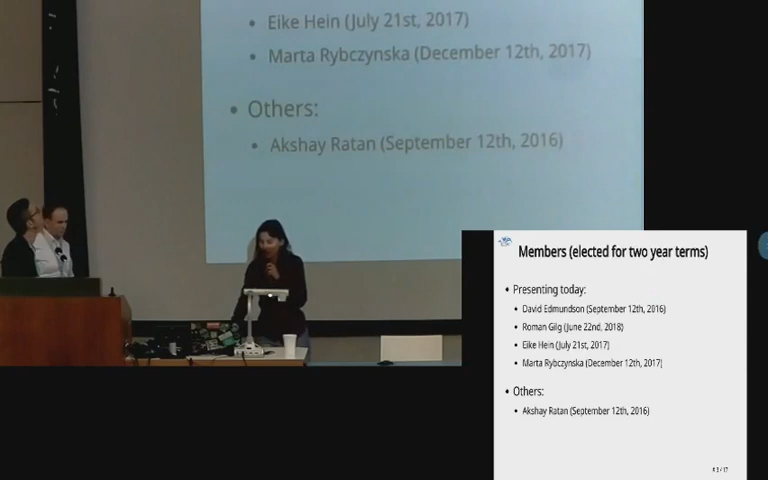 • Eike Hein (July 21st, 2017)
• Marta Rybczynska (December 12th, 2017)
• Others:
• Akshay Ratan (September 12th, 2016)
Members (elected for two year terms)
• Presenting today:
• David Edmundson (September 12th, 2016)
• Roman Gilg (June 22nd, 2018)
• Eike Hein (July 21st, 2017)
• Marta Rybczynska (December 12th, 2017)
• Others:
• Akshay Ratan (September 12th, 2016)